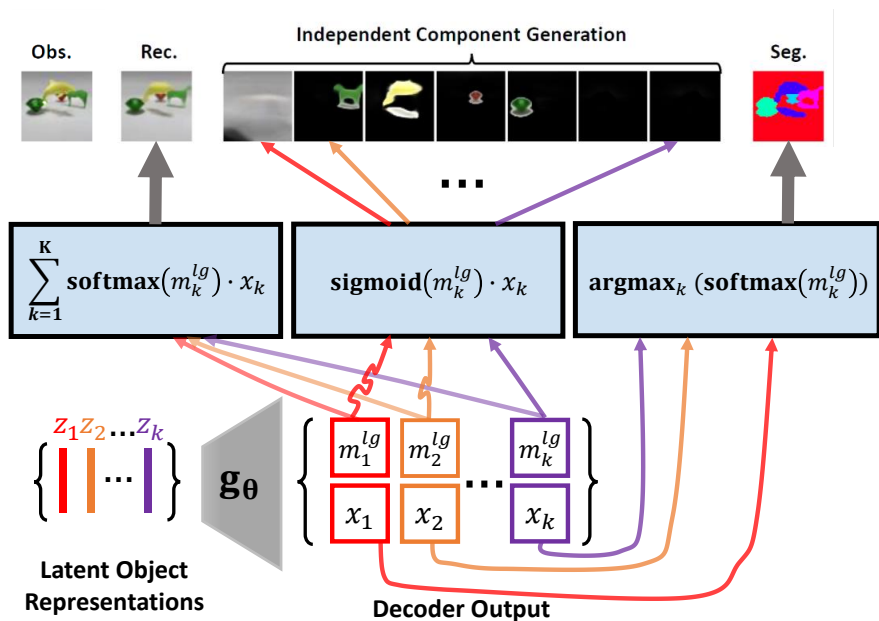 Independent Component Generation
Obs.
Rec.
Seg.
...
K
∑ softmax(m_k^{lg}) · x_k
k=1
sigmoid(m_k^{lg}) · x_k
argmax_k (softmax(m_k^{lg}))
z_1 z_2 ... z_k
{ ... }
g_θ
m_1^{lg} m_2^{lg} m_k^{lg}
...
x_1 x_2 x_k
Latent Object
Representations
Decoder Output